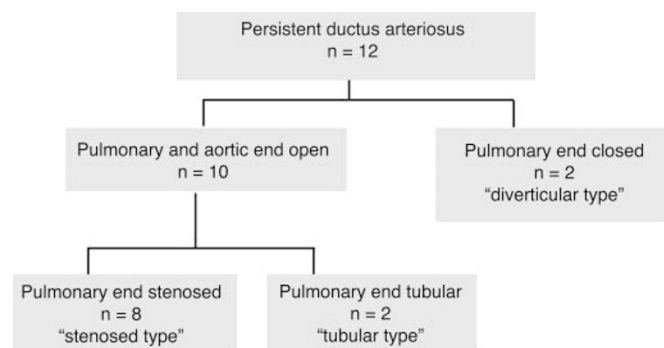 Persistent ductus arteriosus
n = 12
Pulmonary and aortic end open
n = 10
Pulmonary end closed
n = 2
“diverticular type”
Pulmonary end stenosed
n = 8
“stenosed type”
Pulmonary end tubular
n = 2
“tubular type”